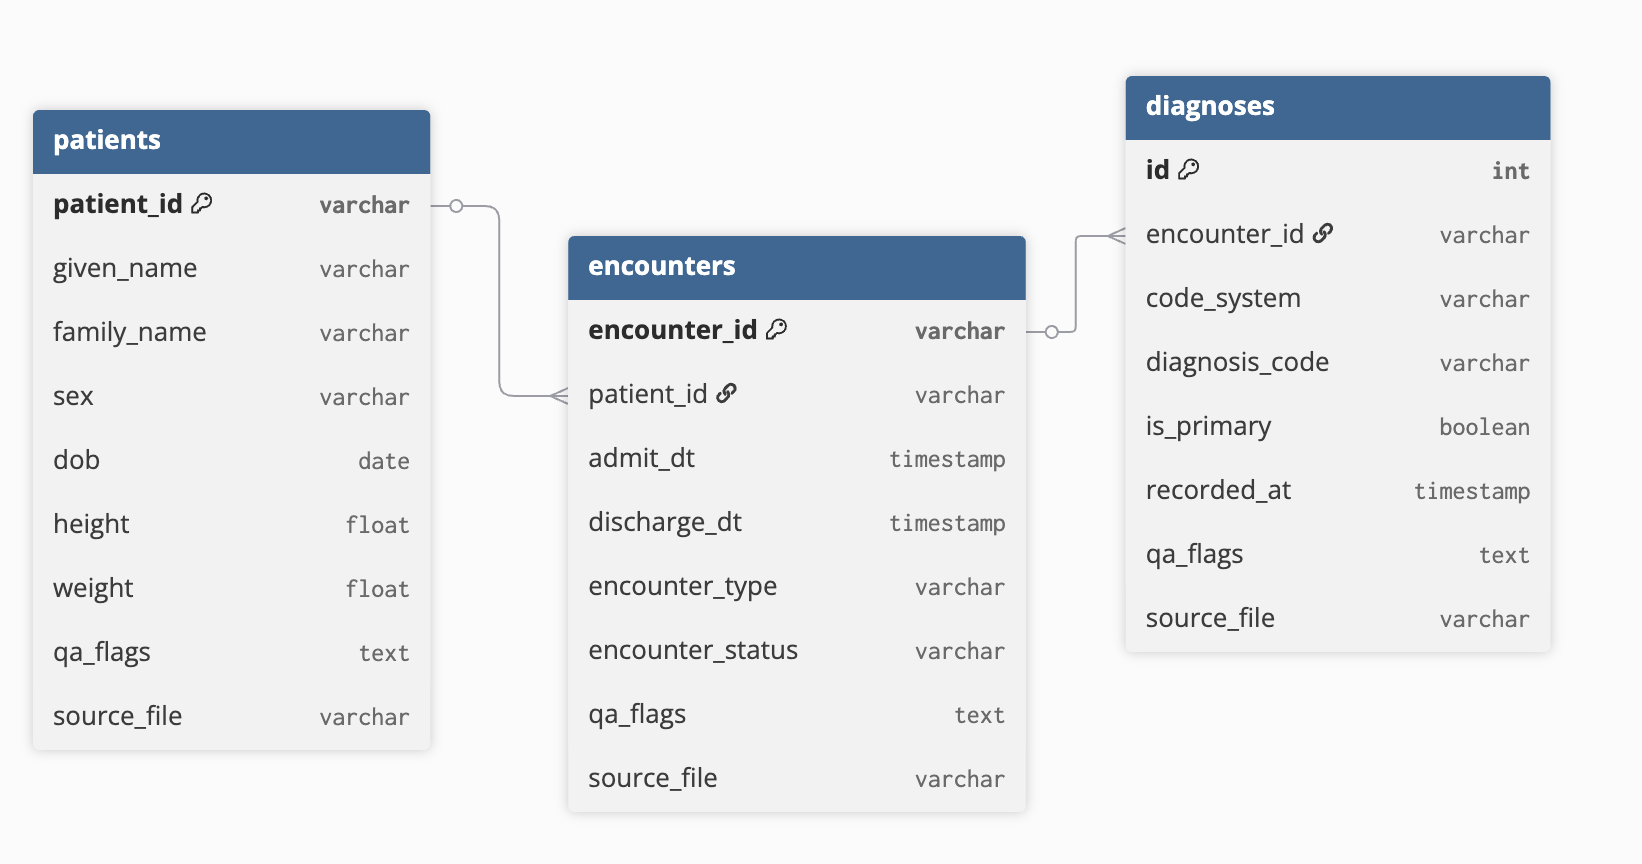 patients
patient_id varchar
given_name varchar
family_name varchar
sex varchar
dob date
height float
weight float
qa_flags text
source_file varchar
encounters
encounter_id varchar
patient_id varchar
admit_dt timestamp
discharge_dt timestamp
encounter_type varchar
encounter_status varchar
qa_flags text
source_file varchar
diagnoses
id int
encounter_id varchar
code_system varchar
diagnosis_code varchar
is_primary boolean
recorded_at timestamp
qa_flags text
source_file varchar